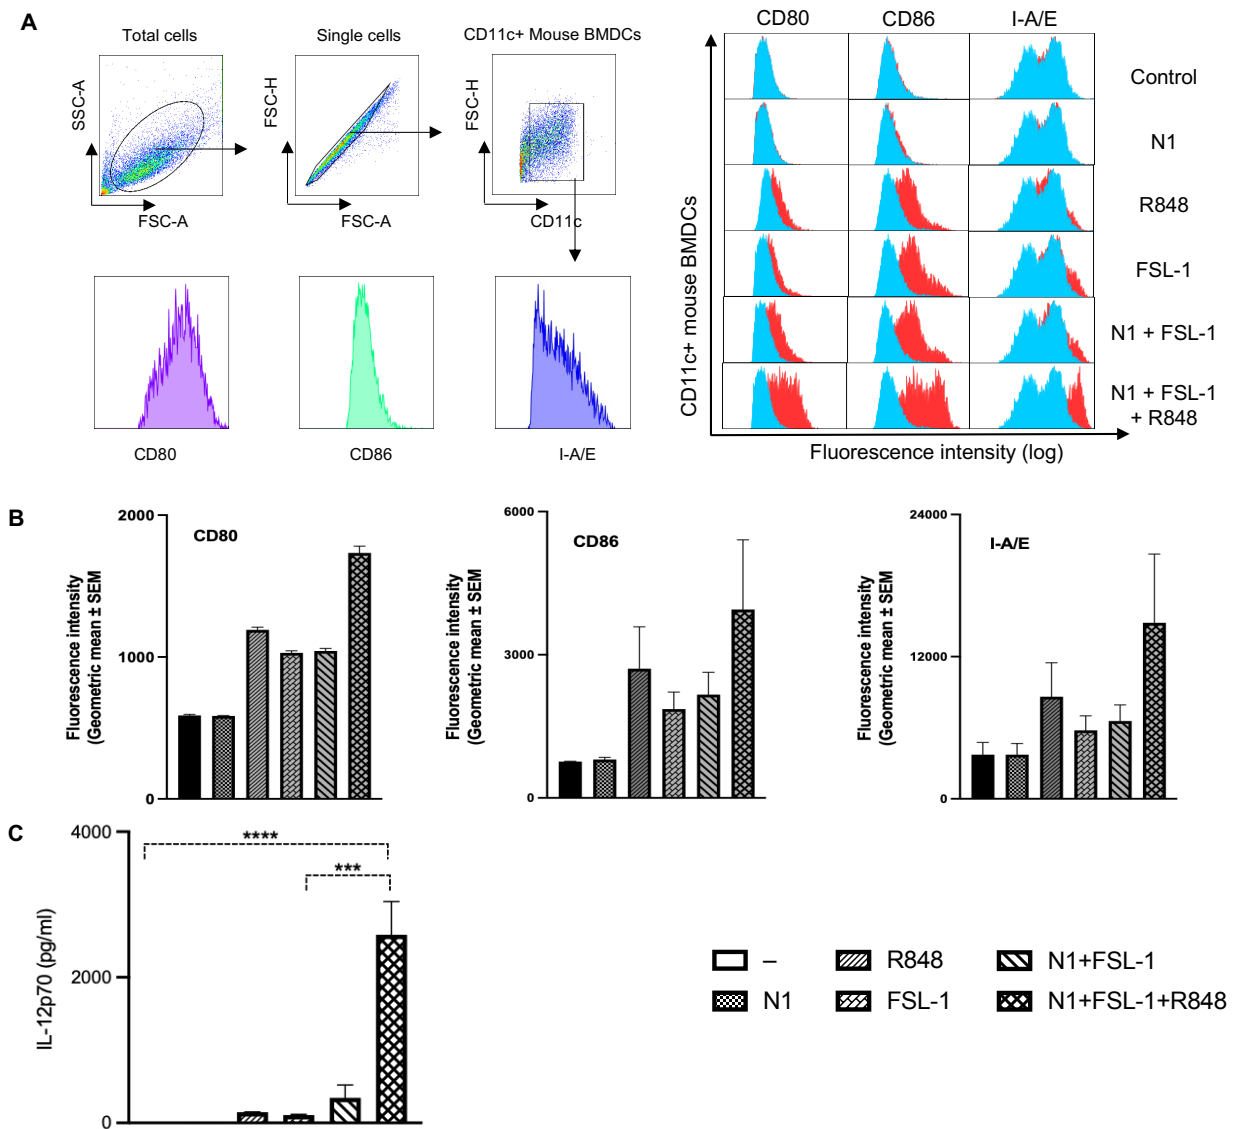 A
Total cells
Single cells
CD11c+ Mouse BMDCs
SSC-A
FSC-A
FSC-H
FSC-A
FSC-H
CD11c
CD80
CD86
I-A/E
CD80
CD86
I-A/E
CD11c+ mouse BMDCs
Control
N1
R848
FSL-1
N1 + FSL-1
N1 + FSL-1
+ R848
Fluorescence intensity (log)
B
Fluorescence intensity
(Geometric mean ± SEM)
2000
1000
0
CD80
Fluorescence intensity
(Geometric mean ± SEM)
6000
3000
0
CD86
Fluorescence intensity
(Geometric mean ± SEM)
24000
12000
0
I-A/E
C
IL-12p70 (pg/ml)
4000
2000
0
****
***
–
R848
N1+FSL-1
N1
FSL-1
N1+FSL-1+R848